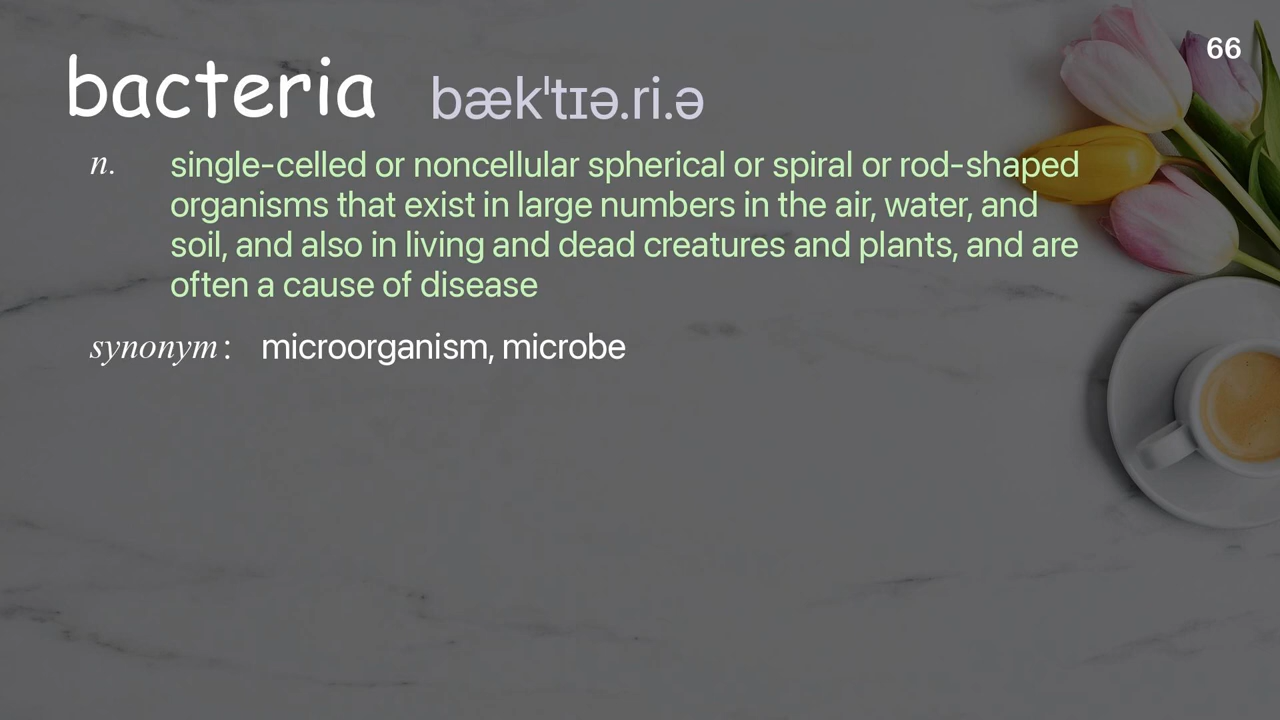 66
bacteria bækˈtɪə.ri.ə
n. single-celled or noncellular spherical or spiral or rod-shaped
organisms that exist in large numbers in the air, water, and
soil, and also in living and dead creatures and plants, and are
often a cause of disease
synonym: microorganism, microbe